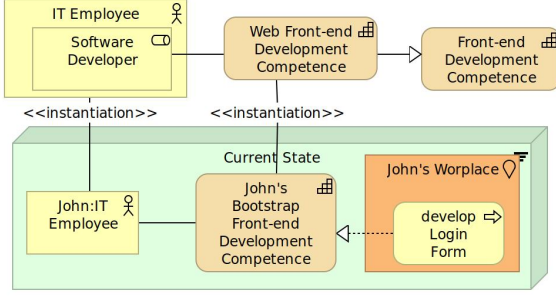 IT Employee
Software
Developer
Web Front-end
Development
Competence
Front-end
Development
Competence
<<instantiation>>
<<instantiation>>
Current State
John:IT
Employee
John's
Bootstrap
Front-end
Development
Competence
John's Worplace
develop
Login
Form